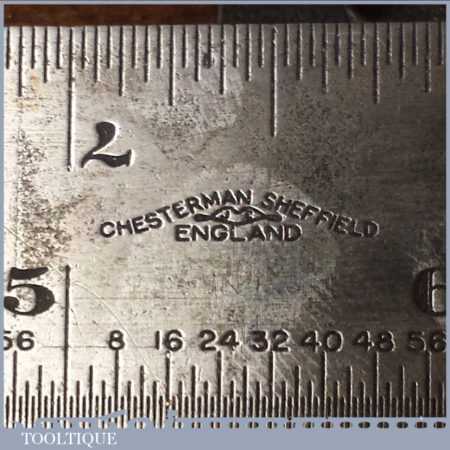 2
CHESTERMAN SHEFFIELD
ENGLAND
5 6
56 8 16 24 32 40 48 56
TOOLTIQUE